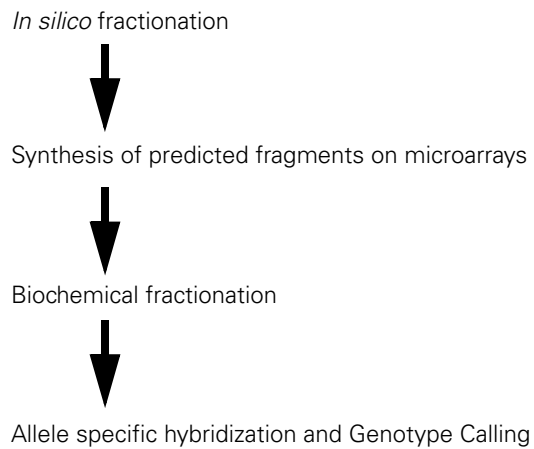 In silico fractionation
Synthesis of predicted fragments on microarrays
Biochemical fractionation
Allele specific hybridization and Genotype Calling